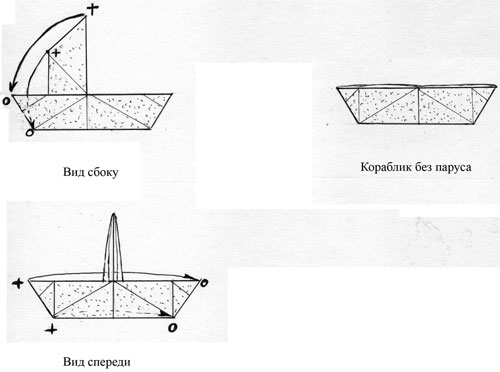 Вид сбоку
Кораблик без паруса
Вид спереди